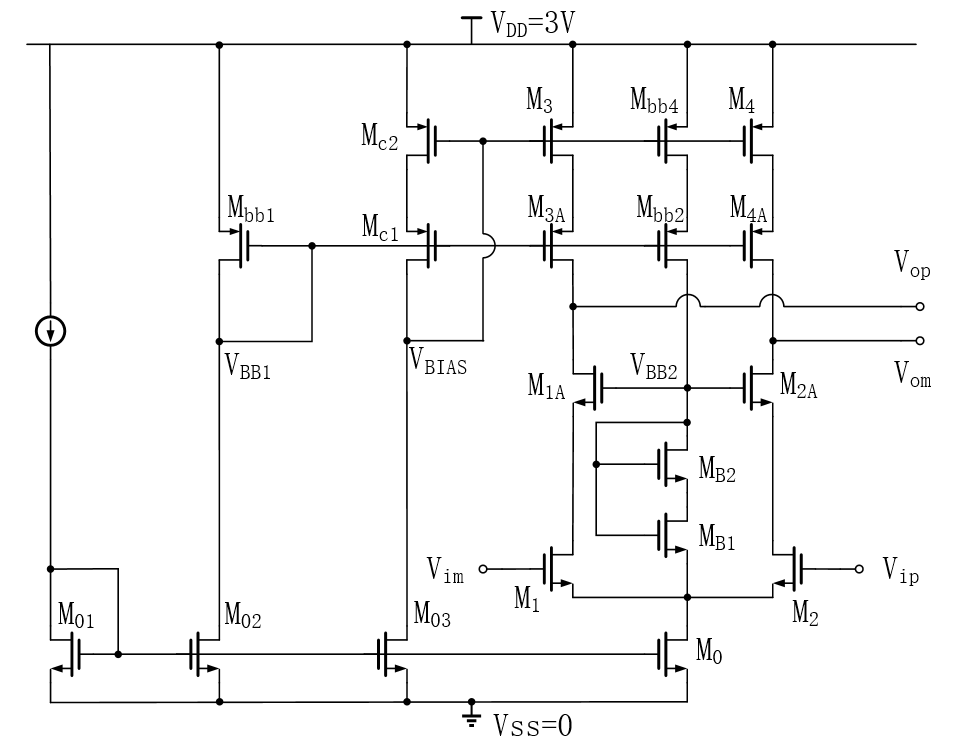 VDD=3V
M3
Mbb4
M4
Mc2
Mbb1
Mc1
M3A
Mbb2
M4A
Vop
VBB1
VBIAS
VBB2
Vom
M1A
M2A
MB2
MB1
Vim
Vip
M1
M2
M01
M02
M03
M0
VSS=0